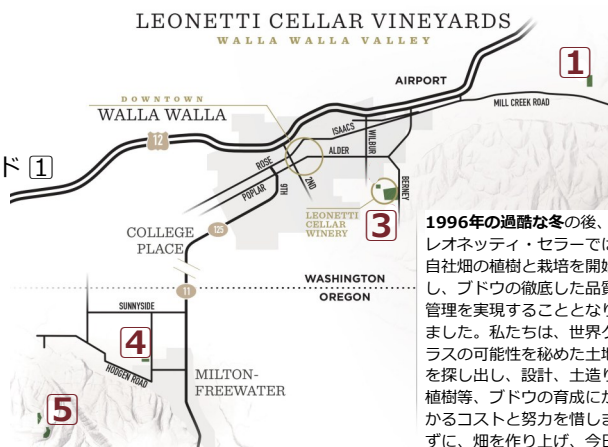 LEONETTI CELLAR VINEYARDS
WALLA WALLA VALLEY
1
AIRPORT
MILL CREEK ROAD
DOWNTOWN
WALLA WALLA
12
ISAACS
WILBUR
ALDER
ド 1
ROSE
POPLAR
2ND
9TH
BERNEY
LEONETTI
CELLAR
WINERY
3
125
COLLEGE
PLACE
WASHINGTON
OREGON
11
SUNNYSIDE
4
HODGEN ROAD
MILTON-
FREEWATER
5
1996年の過酷な冬の後、
レオネッティ・セラーでは
自社畑の植樹と栽培を開始
し、ブドウの徹底した品質
管理を実現することとなり
ました。私たちは、世界ク
ラスの可能性を秘めた土地
を探し出し、設計、土造り
植樹等、ブドウの育成にか
かるコストと努力を惜しま
ずに、畑を作り上げ、今日